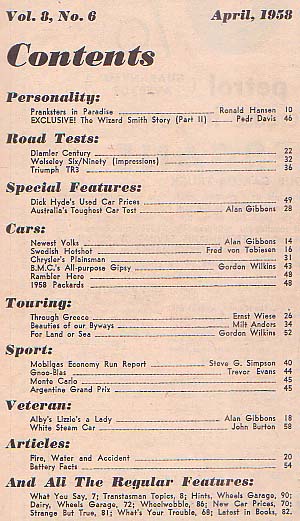 Vol. 8, No. 6 April, 1958
Contents
Personality:
Pranksters in Paradise Ronald Hansen 10
EXCLUSIVE! The Wizard Smith Story (Part II) Pedr Davis 46
Road Tests:
Diamler Century 22
Wolseley Six/Ninety (Impressions) 32
Triumph TR3 36
Special Features:
Dick Hyde's Used Car Prices 49
Australia's Toughest Car Test Alan Gibbons 28
Cars:
Newest Volks Alan Gibbons 14
Swedish Hotshot Fred von Tobiesen 16
Chrysler's Plainsman 31
B.M.C.'s All-purpose Gipsy Gordon Wilkins 43
Rambler Here 48
1958 Packards 48
Touring:
Through Greece Ernst Wiese 26
Beauties of our Byways Milt Anders 34
For Land or Sea Gordon Wilkins 52
Sport:
Mobilgas Economy Run Report Steve G. Simpson 40
Gnoo-Blas Trevor Evans 44
Monte Carlo 45
Argentine Grand Prix 45
Veteran:
Alby's Lizzie's a Lady Alan Gibbons 18
White Steam Car John Burton 58
Articles:
Fire, Water and Accident 20
Battery Facts 54
And All The Regular Features:
What You Say, 7; Transtasman Topics, 8; Hints, Wheels Garage, 90;
Dairy, Wheels Garage, 72; Wheelwobble, 86; New Car Prices, 70;
Strange But True, 81; What's Your Trouble, 68; Latest in Books, 82.